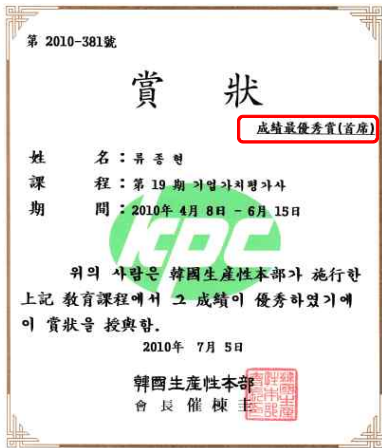 第 2010-381號
賞狀
成績最優秀賞(首席)
姓 名 : 류종현
課 程 : 第 19 期 기업가치평가사
期 間 : 2010年 4月 8日 - 6月 15日
kpc
위의 사람은 韓國生産性本部가 施行한
上記 敎育課程에서 그 成績이 優秀하였기에
이 賞狀을 授與함.
2010年 7月 5日
韓國生産性本部
會長 崔棟圭